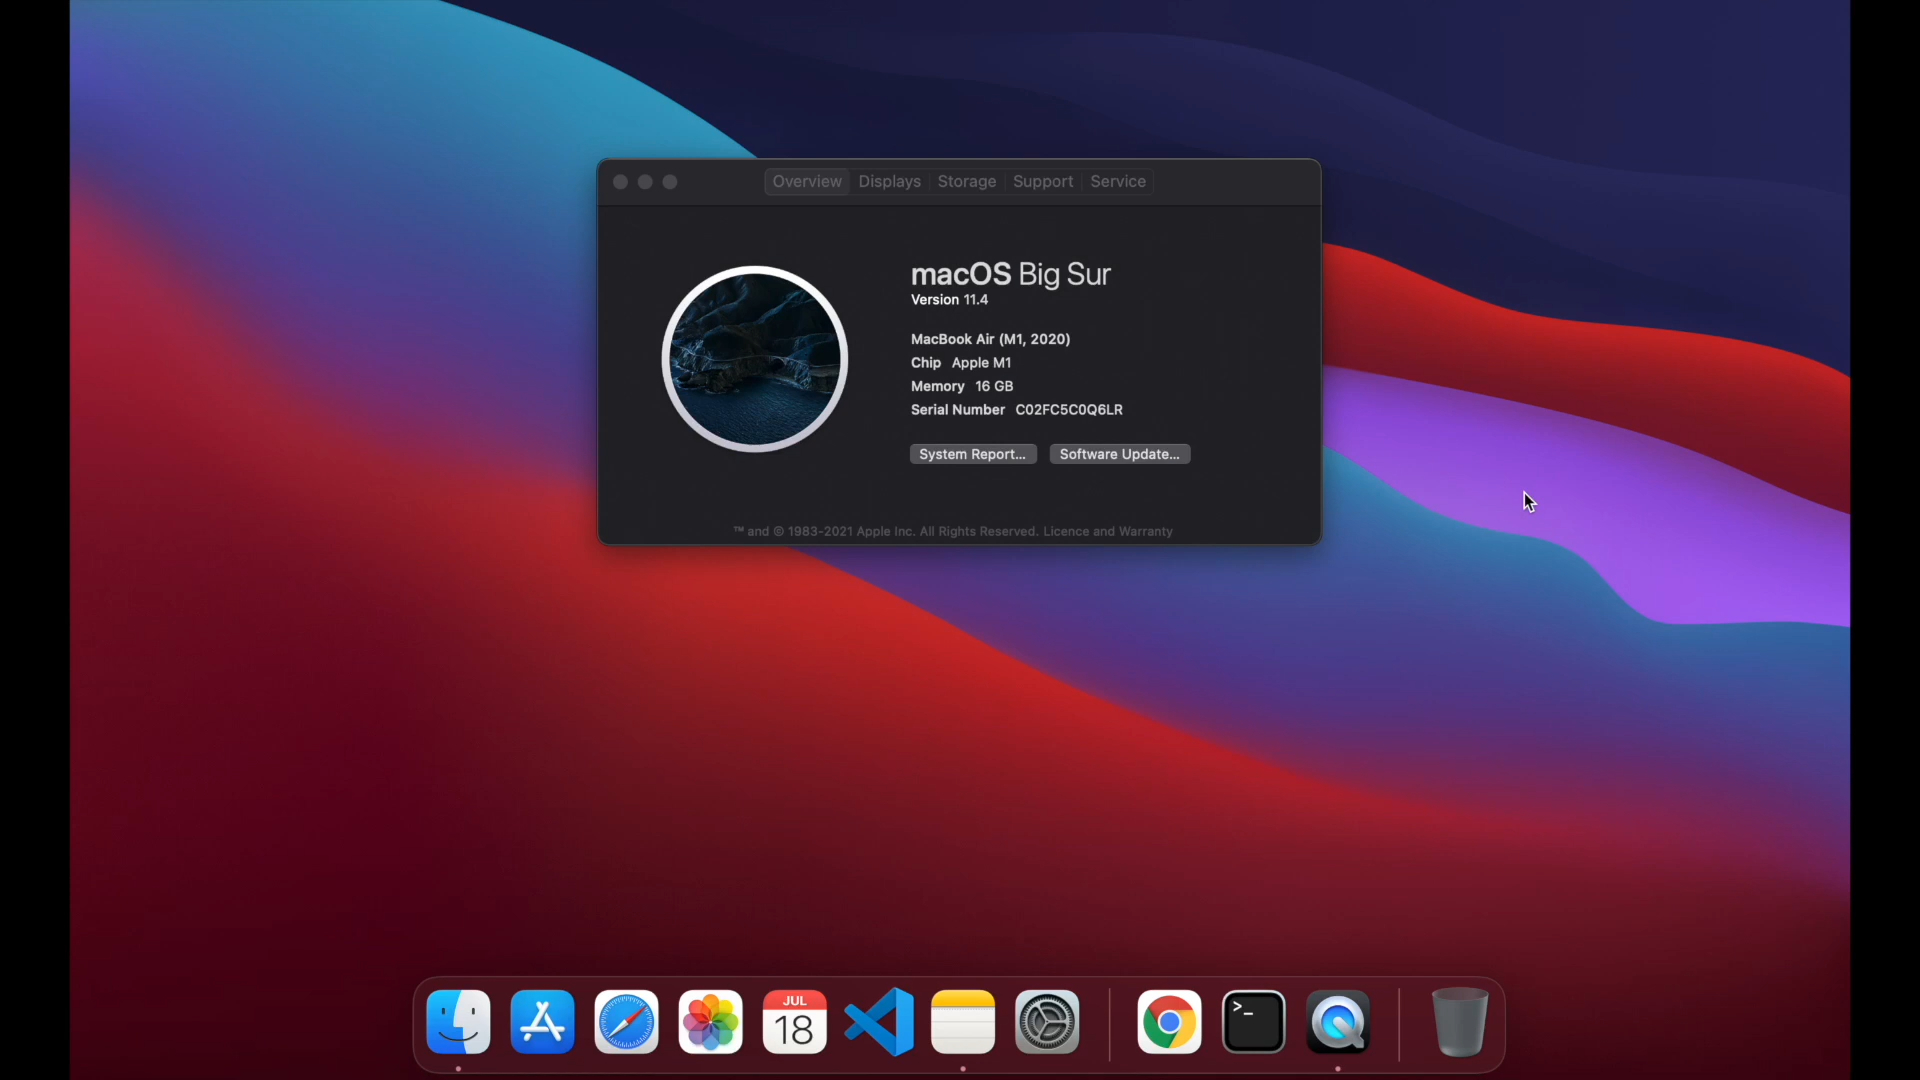 Overview Displays Storage Support Service
macOS Big Sur
Version 11.4
MacBook Air (M1, 2020)
Chip Apple M1
Memory 16 GB
Serial Number C02FC5C0Q6LR
System Report... Software Update...
™ and © 1983-2021 Apple Inc. All Rights Reserved. Licence and Warranty
JUL
18
>_